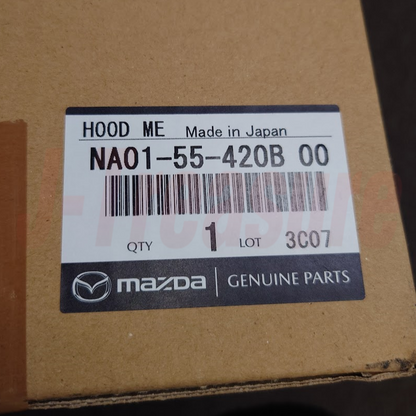 HOOD ME Made in Japan
NA01-55-420B 00
QTY 1 LOT 3C07
mazda GENUINE PARTS